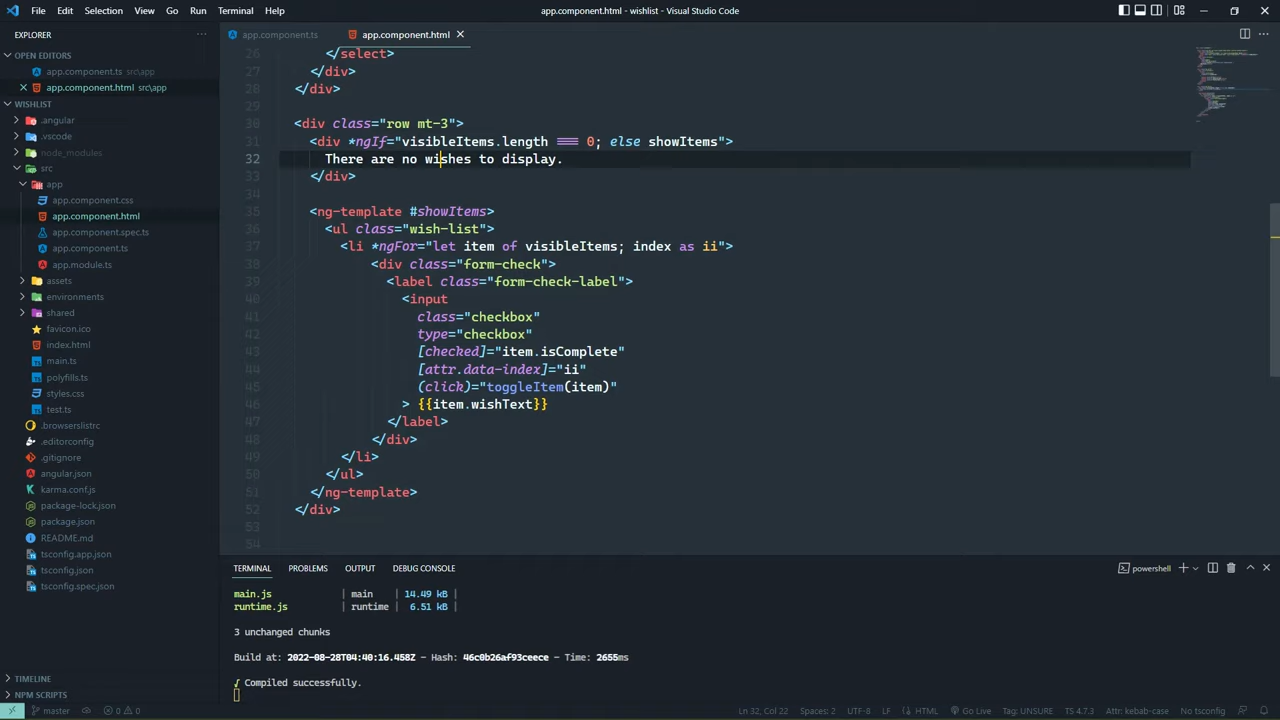 File Edit Selection View Go Run Terminal Help
app.component.html - wishlist - Visual Studio Code
EXPLORER
OPEN EDITORS
app.component.ts src\app
app.component.html src\app
WISHLIST
.angular
.vscode
node_modules
src
app
app.component.css
app.component.html
app.component.spec.ts
app.component.ts
app.module.ts
assets
environments
shared
favicon.ico
index.html
main.ts
polyfills.ts
styles.css
test.ts
.browserslistrc
.editorconfig
.gitignore
angular.json
karma.conf.js
package-lock.json
package.json
README.md
tsconfig.app.json
tsconfig.json
tsconfig.spec.json
TIMELINE
NPM SCRIPTS
app.component.ts app.component.html
26 </select>
27 </div>
28 </div>
29
30 <div class="row mt-3">
31 <div *ngIf="visibleItems.length === 0; else showItems">
32 There are no wishes to display.
33 </div>
34
35 <ng-template #showItems>
36 <ul class="wish-list">
37 <li *ngFor="let item of visibleItems; index as ii">
38 <div class="form-check">
39 <label class="form-check-label">
40 <input
41 class="checkbox"
42 type="checkbox"
43 [checked]="item.isComplete"
44 [attr.data-index]="ii"
45 (click)="toggleItem(item)"
46 > {{item.wishText}}
47 </label>
48 </div>
49 </li>
50 </ul>
51 </ng-template>
52 </div>
53
54
TERMINAL PROBLEMS OUTPUT DEBUG CONSOLE
powershell
main.js | main | 14.49 kB |
runtime.js | runtime | 6.51 kB |
3 unchanged chunks
Build at: 2022-08-28T04:40:16.458Z - Hash: 46c0b26af93ceece - Time: 2655ms
√ Compiled successfully.
master 0 0 Ln 32, Col 22 Spaces: 2 UTF-8 LF HTML Go Live Tag: UNSURE TS 4.7.3 Attr: kebab-case No tsconfig